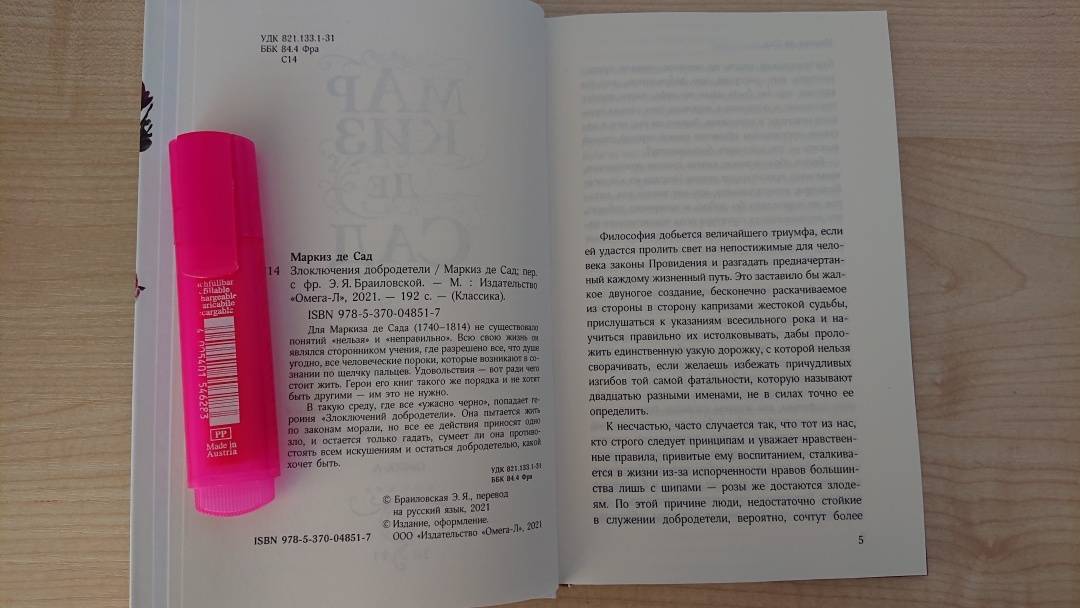 УДК 821.133.1-31
ББК 84.4 Фра
С14
Маркиз де Сад
14 Злоключения добродетели / Маркиз де Сад; пер.
с фр. Э. Я. Браиловской. — М. : Издательство
«Омега-Л», 2021. — 192 с. — (Классика).
ISBN 978-5-370-04851-7
Для Маркиза де Сада (1740–1814) не существовало
понятий «нельзя» и «неправильно». Всю свою жизнь он
являлся сторонником учения, где разрешено все, что душе
угодно, все человеческие пороки, которые возникают в со-
знании по щелчку пальцев. Удовольствия — вот ради чего
стоит жить. Герои его книг такого же порядка и не хотят
быть другими — им это не нужно.
В такую среду, где все «ужасно черно», попадает ге-
роиня «Злоключений добродетели». Она пытается жить
по законам морали, но все ее действия приносят одно
зло, и остается только гадать, сумеет ли она противо-
стоять всем искушениям и остаться добродетелью, какой
хочет быть.
УДК 821.133.1-31
ББК 84.4 Фра
© Браиловская Э. Я., перевод
на русский язык, 2021
© Издание, оформление.
ООО «Издательство «Омега-Л», 2021
ISBN 978-5-370-04851-7
chfüllbar
fillable
hargeable
aricabile
cargable
4 005401 546283
PP
Made in
Austria
Философия добьется величайшего триумфа, если
ей удастся пролить свет на непостижимые для чело-
века законы Провидения и разгадать предначертан-
ный каждому жизненный путь. Это заставило бы жал-
кое двуногое создание, бесконечно раскачиваемое
из стороны в сторону капризами жестокой судьбы,
прислушаться к указаниям всесильного рока и на-
учиться правильно их истолковывать, дабы проло-
жить единственную узкую дорожку, с которой нельзя
сворачивать, если желаешь избежать причудливых
изгибов той самой фатальности, которую называют
двадцатью разными именами, не в силах точно ее
определить.
К несчастью, часто случается так, что тот из нас,
кто строго следует принципам и уважает нравствен-
ные правила, привитые ему воспитанием, сталкива-
ется в жизни из-за испорченности нравов большин-
ства лишь с шипами — розы же достаются злоде-
ям. По этой причине люди, недостаточно стойкие
в служении добродетели, вероятно, сочтут более
5